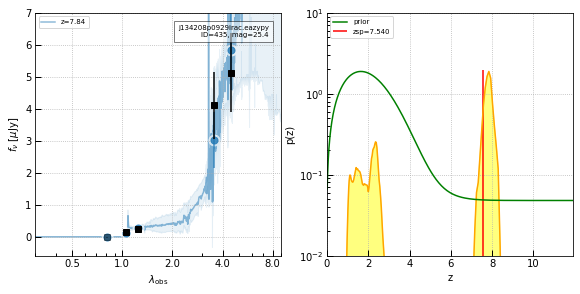 z=7.84
j134208p0929irac.eazypy
ID=435, mag=25.4
7
6
5
4
3
2
1
0
f_ν [μJy]
0.5 1.0 2.0 4.0 8.0
λ_obs
prior
zsp=7.540
10^1
10^0
10^-1
10^-2
p(z)
0 2 4 6 8 10
z